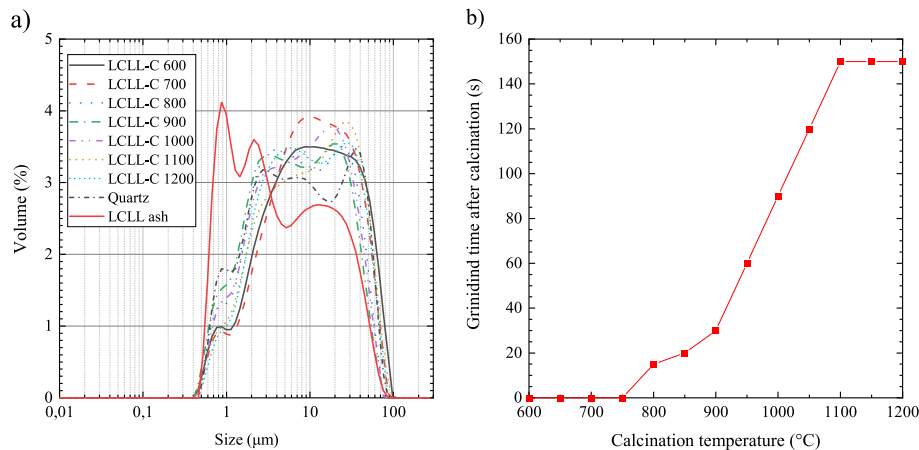 a)
5
4
3
2
1
0
Volume (%)
LCLL-C 600
LCLL-C 700
LCLL-C 800
LCLL-C 900
LCLL-C 1000
LCLL-C 1100
LCLL-C 1200
Quartz
LCLL ash
0,01 0,1 1 10 100
Size (μm)
b)
160
140
120
100
80
60
40
20
0
Grinidind time after calcination (s)
600 700 800 900 1000 1100 1200
Calcination temperature (°C)